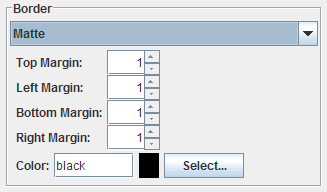 Border
Matte
Top Margin: 1
Left Margin: 1
Bottom Margin: 1
Right Margin: 1
Color: black Select...